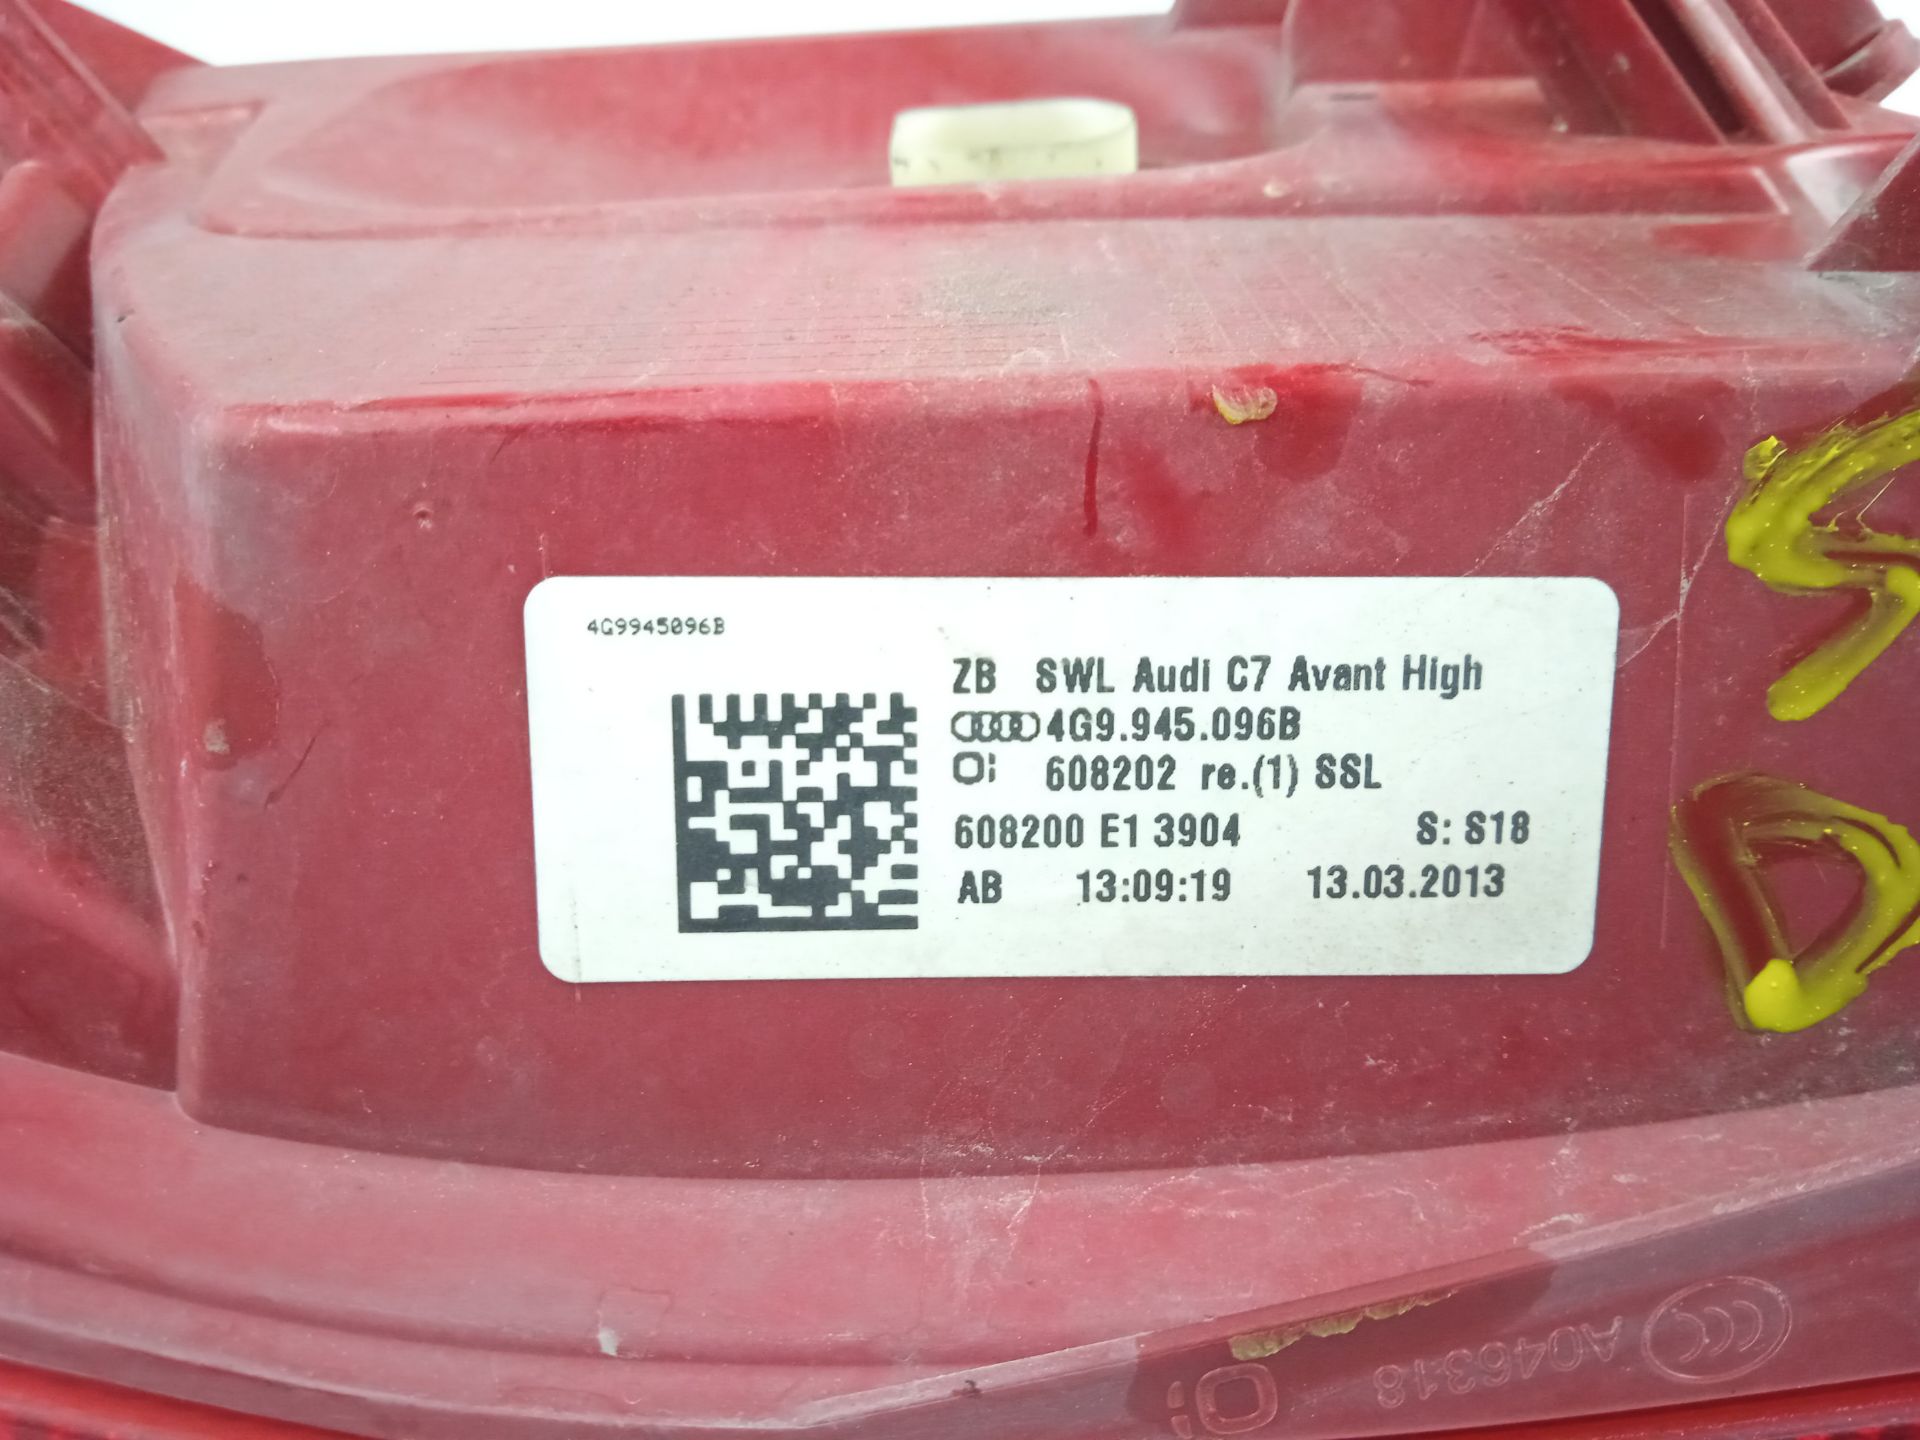 4G9945096B
ZB SWL Audi C7 Avant High
4G9.945.096B
608202 re.(1) SSL
608200 E1 3904 S: S18
AB 13:09:19 13.03.2013
S
D
CCC A046318